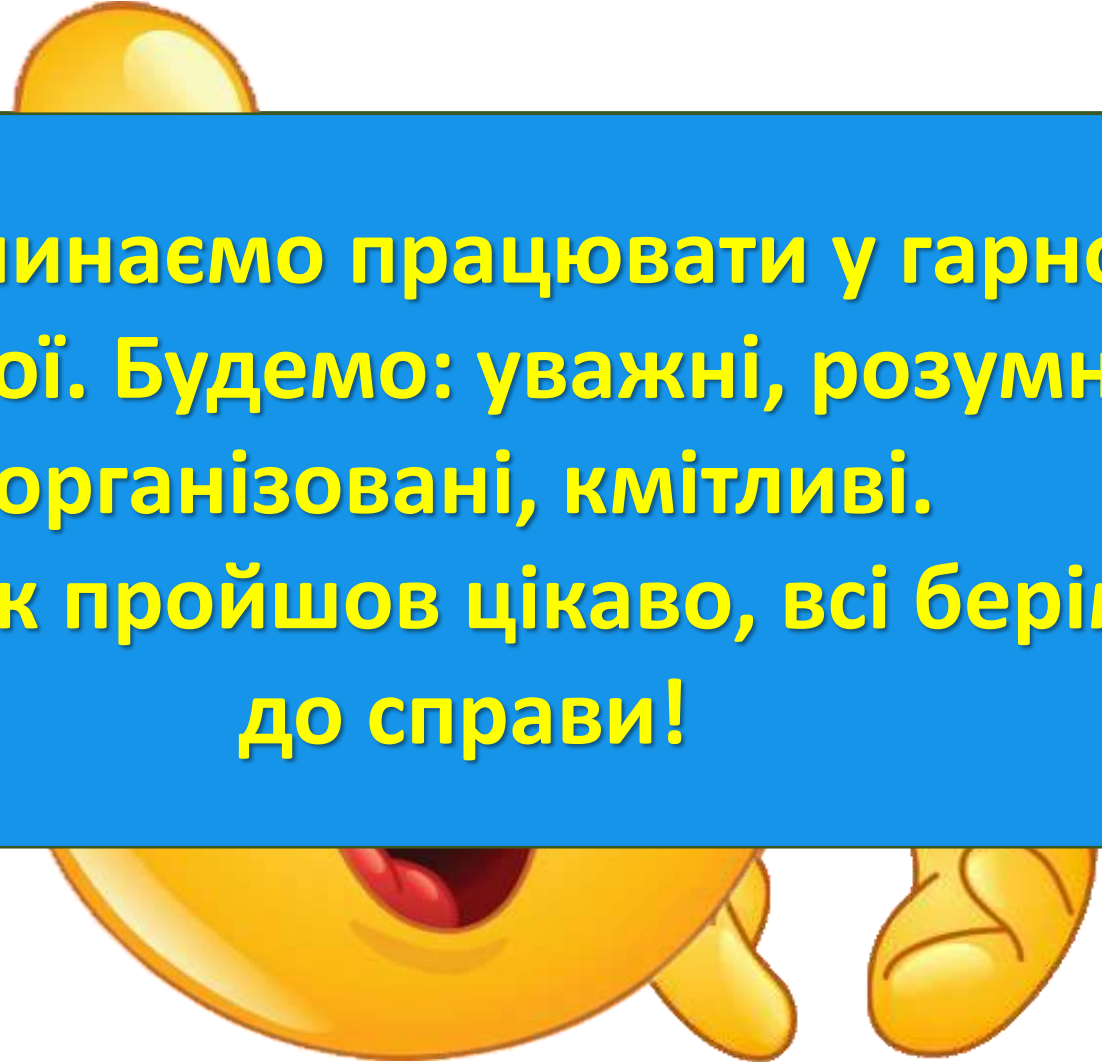 инаємо працювати у гарно
ої. Будемо: уважні, розумн
організовані, кмітливі.
к пройшов цікаво, всі бері
до справи!